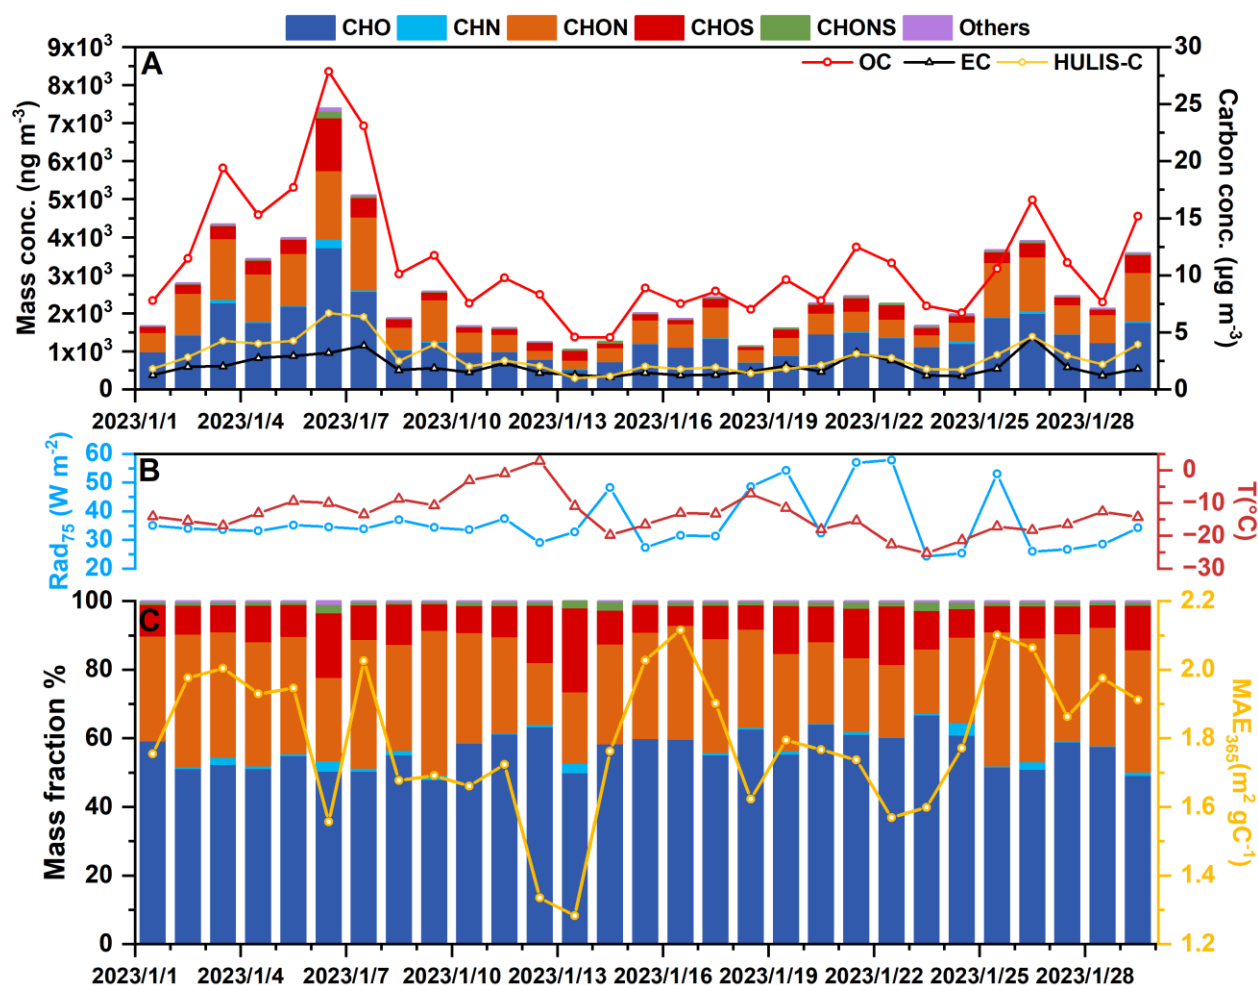 CHO CHN CHON CHOS CHONS Others
A
OC EC HULIS-C
Mass conc. (ng m⁻³)
9x10³
8x10³
7x10³
6x10³
5x10³
4x10³
3x10³
2x10³
1x10³
0
Carbon conc. (μg m⁻³)
30
25
20
15
10
5
0
2023/1/1 2023/1/4 2023/1/7 2023/1/10 2023/1/13 2023/1/16 2023/1/19 2023/1/22 2023/1/25 2023/1/28
B
Rad₇₅ (W m⁻²)
60
50
40
30
20
T(°C)
0
−10
−20
−30
C
Mass fraction %
100
80
60
40
20
0
MAE₃₆₅(m² gC⁻¹)
2.2
2.0
1.8
1.6
1.4
1.2
2023/1/1 2023/1/4 2023/1/7 2023/1/10 2023/1/13 2023/1/16 2023/1/19 2023/1/22 2023/1/25 2023/1/28